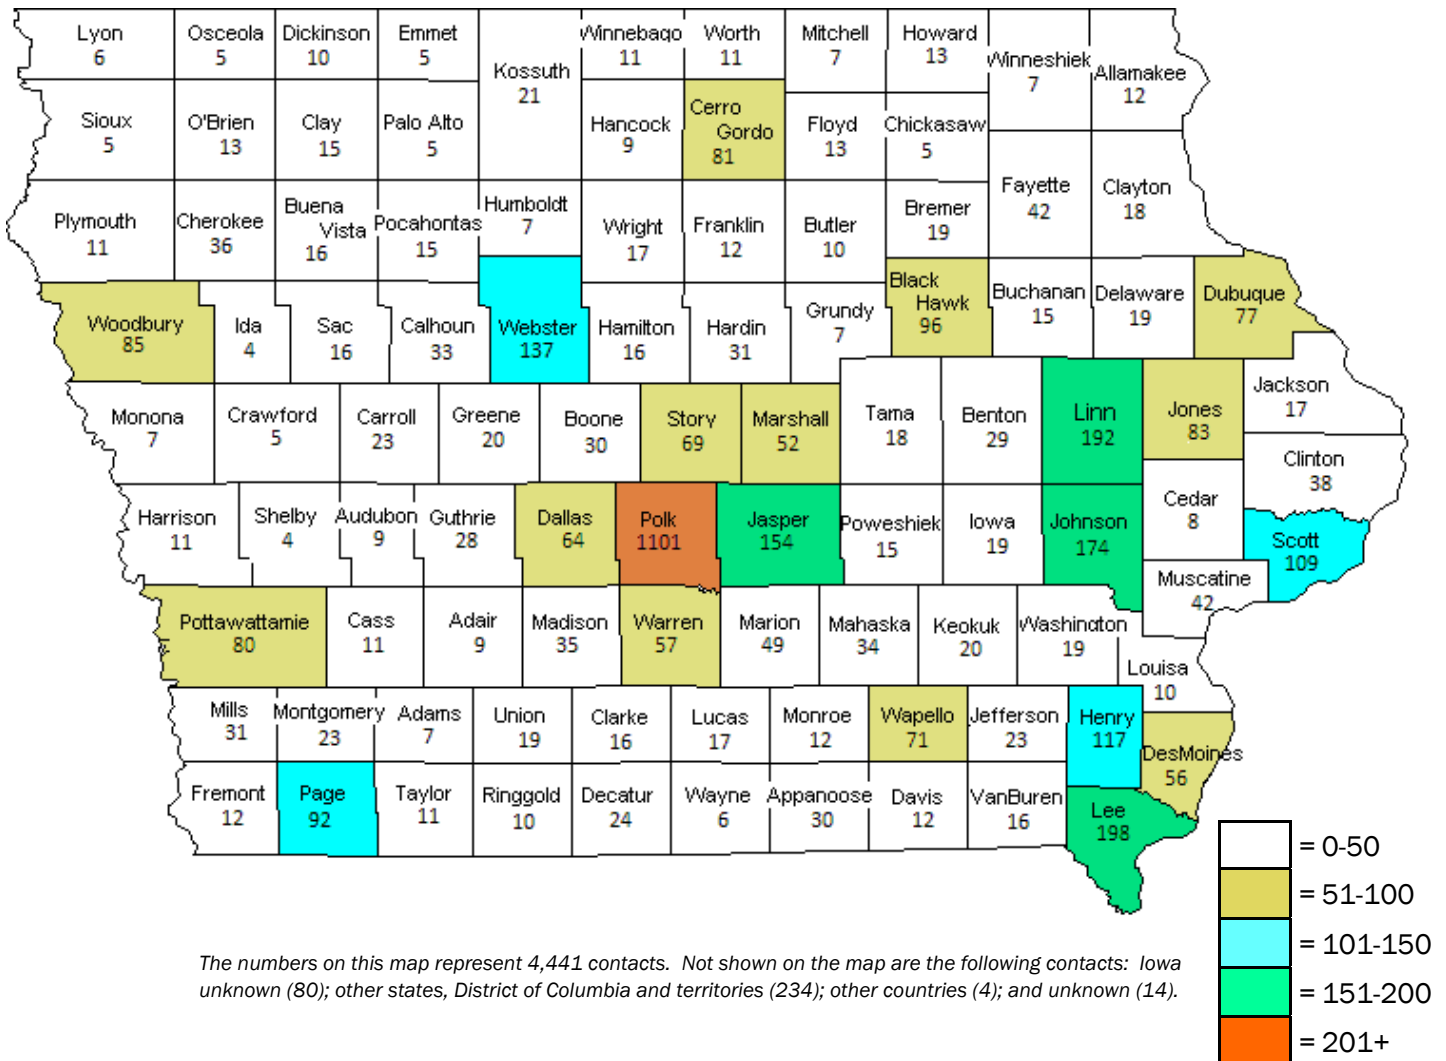 Lyon
6
Osceola
5
Dickinson
10
Emmet
5
Kossuth
21
Winnebago
11
Worth
11
Mitchell
7
Howard
13
Winneshiek
7
Allamakee
12
Sioux
5
O'Brien
13
Clay
15
Palo Alto
5
Hancock
9
Cerro
Gordo
81
Floyd
13
Chickasaw
5
Fayette
42
Clayton
18
Plymouth
11
Cherokee
36
Buena
Vista
16
Pocahontas
15
Humboldt
7
Wright
17
Franklin
12
Butler
10
Bremer
19
Woodbury
85
Ida
4
Sac
16
Calhoun
33
Webster
137
Hamilton
16
Hardin
31
Grundy
7
Black
Hawk
96
Buchanan
15
Delaware
19
Dubuque
77
Monona
7
Crawford
5
Carroll
23
Greene
20
Boone
30
Story
69
Marshall
52
Tama
18
Benton
29
Linn
192
Jones
83
Jackson
17
Clinton
38
Harrison
11
Shelby
4
Audubon
9
Guthrie
28
Dallas
64
Polk
1101
Jasper
154
Poweshiek
15
Iowa
19
Johnson
174
Cedar
8
Scott
109
Muscatine
42
Pottawattamie
80
Cass
11
Adair
9
Madison
35
Warren
57
Marion
49
Mahaska
34
Keokuk
20
Washington
19
Louisa
10
Mills
31
Montgomery
23
Adams
7
Union
19
Clarke
16
Lucas
17
Monroe
12
Wapello
71
Jefferson
23
Henry
117
DesMoines
56
Fremont
12
Page
92
Taylor
11
Ringgold
10
Decatur
24
Wayne
6
Appanoose
30
Davis
12
VanBuren
16
Lee
198
= 0-50
= 51-100
= 101-150
= 151-200
= 201+
The numbers on this map represent 4,441 contacts.  Not shown on the map are the following contacts:  Iowa
unknown (80); other states, District of Columbia and territories (234); other countries (4); and unknown (14).